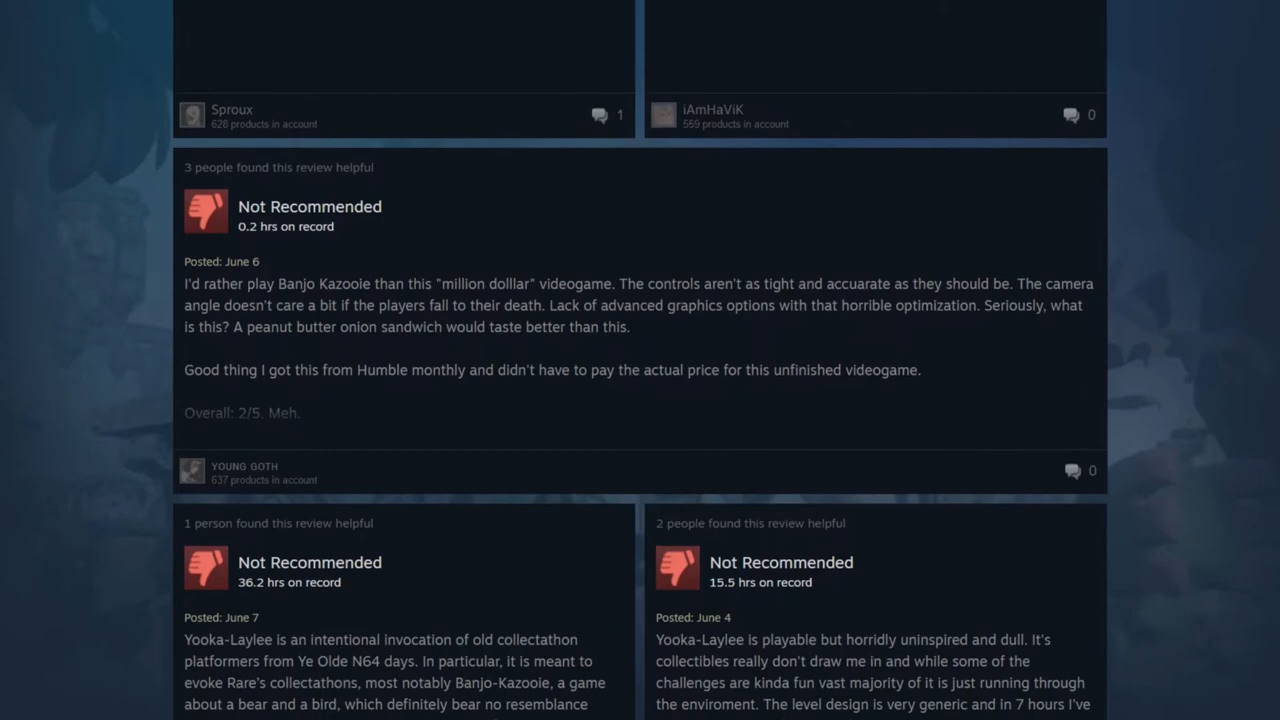 Sproux
628 products in account
1
iAmHaViK
559 products in account
0
3 people found this review helpful
Not Recommended
0.2 hrs on record
Posted: June 6
I'd rather play Banjo Kazooie than this "million dolllar" videogame. The controls aren't as tight and accuarate as they should be. The camera
angle doesn't care a bit if the players fall to their death. Lack of advanced graphics options with that horrible optimization. Seriously, what
is this? A peanut butter onion sandwich would taste better than this.
Good thing I got this from Humble monthly and didn't have to pay the actual price for this unfinished videogame.
Overall: 2/5. Meh.
YOUNG GOTH
637 products in account
0
1 person found this review helpful
Not Recommended
36.2 hrs on record
Posted: June 7
Yooka-Laylee is an intentional invocation of old collectathon
platformers from Ye Olde N64 days. In particular, it is meant to
evoke Rare's collectathons, most notably Banjo-Kazooie, a game
about a bear and a bird, which definitely bear no resemblance
2 people found this review helpful
Not Recommended
15.5 hrs on record
Posted: June 4
Yooka-Laylee is playable but horridly uninspired and dull. It's
collectibles really don't draw me in and while some of the
challenges are kinda fun vast majority of it is just running through
the enviroment. The level design is very generic and in 7 hours I've